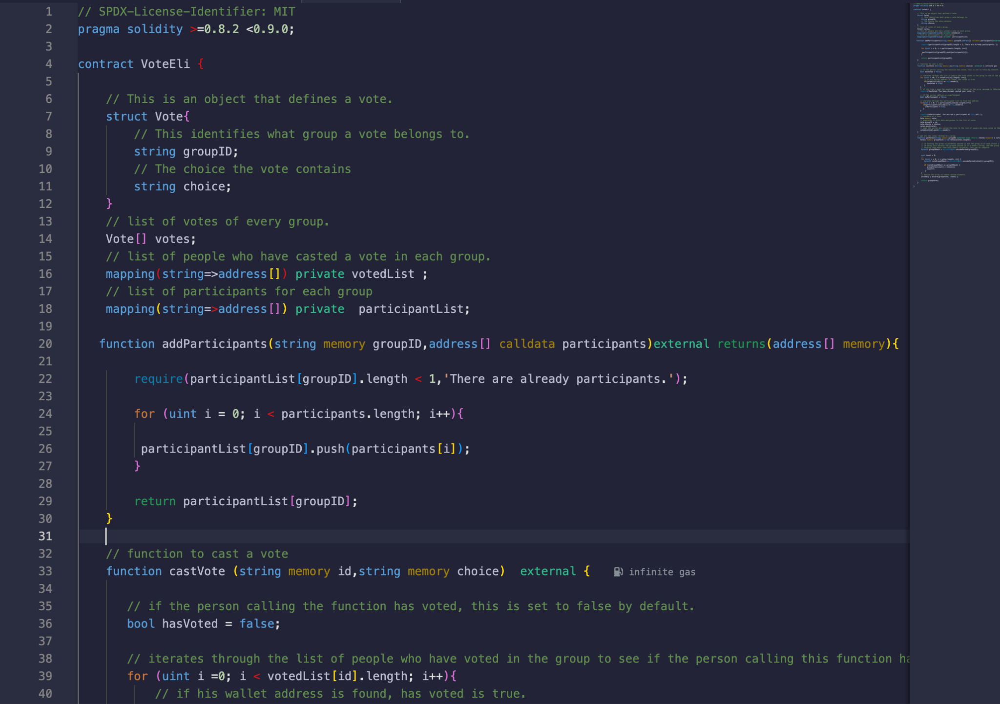 1 // SPDX-License-Identifier: MIT
2 pragma solidity >=0.8.2 <0.9.0;
3
4 contract VoteEli {
5
6 // This is an object that defines a vote.
7 struct Vote{
8 // This identifies what group a vote belongs to.
9 string groupID;
10 // The choice the vote contains
11 string choice;
12 }
13 // list of votes of every group.
14 Vote[] votes;
15 // list of people who have casted a vote in each group.
16 mapping(string=>address[]) private votedList ;
17 // list of participants for each group
18 mapping(string=>address[]) private  participantList;
19
20 function addParticipants(string memory groupID,address[] calldata participants)external returns(address[] memory){
21
22 require(participantList[groupID].length < 1,'There are already participants.');
23
24 for (uint i = 0; i < participants.length; i++){
25
26 participantList[groupID].push(participants[i]);
27 }
28
29 return participantList[groupID];
30 }
31
32 // function to cast a vote
33 function castVote (string memory id,string memory choice)  external { infinite gas
34
35 // if the person calling the function has voted, this is set to false by default.
36 bool hasVoted = false;
37
38 // iterates through the list of people who have voted in the group to see if the person calling this function
39 for (uint i =0; i < votedList[id].length; i++){
40 // if his wallet address is found, has voted is true.